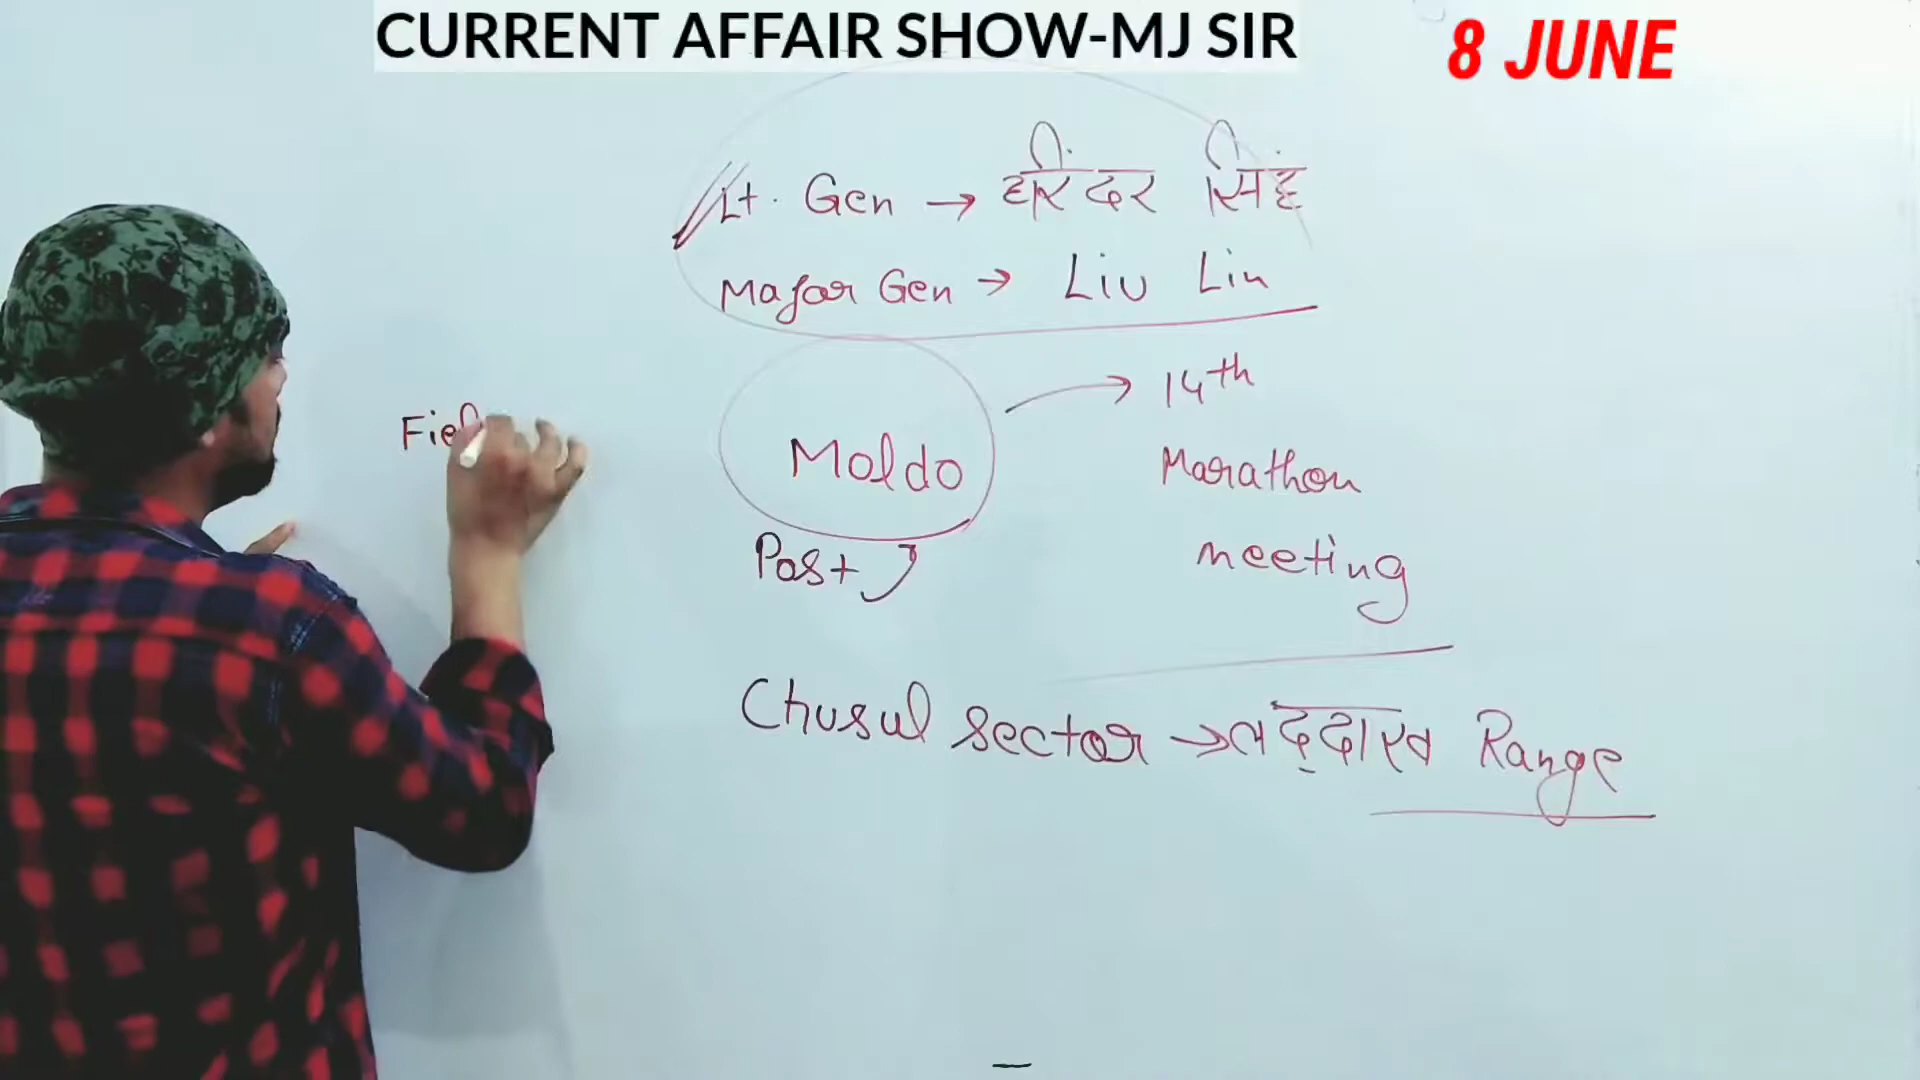 CURRENT AFFAIR SHOW-MJ SIR
8 JUNE
Lt. Gen → हरिंदर सिंह
Major Gen → Liu Lin
Moldo → 14th
Marathon
meeting
Post
Chusul sector → लद्दाख Range